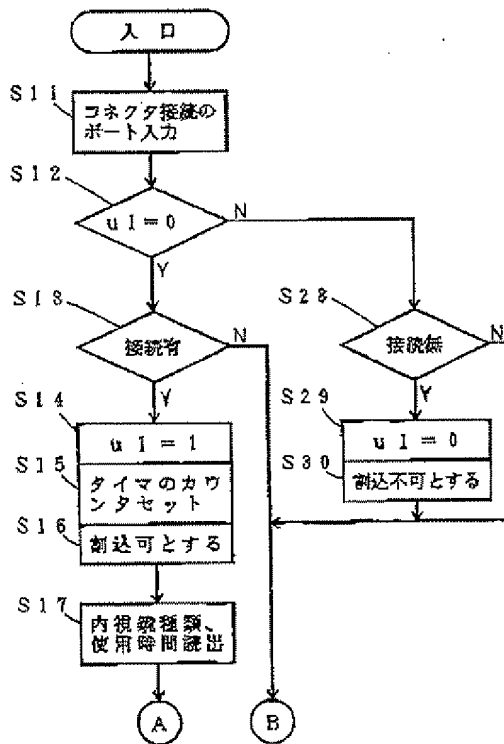 入口
S11
コネクタ接続の
ポート入力
S12
uI=0
N
Y
S13
接続有
N
Y
S28
接続無
N
Y
S14
uI=1
S15
タイマのカウ
ンタセット
S16
割込可とする
S29
uI=0
S30
割込不可とする
S17
内視鏡種類、
使用時間読出
A
B